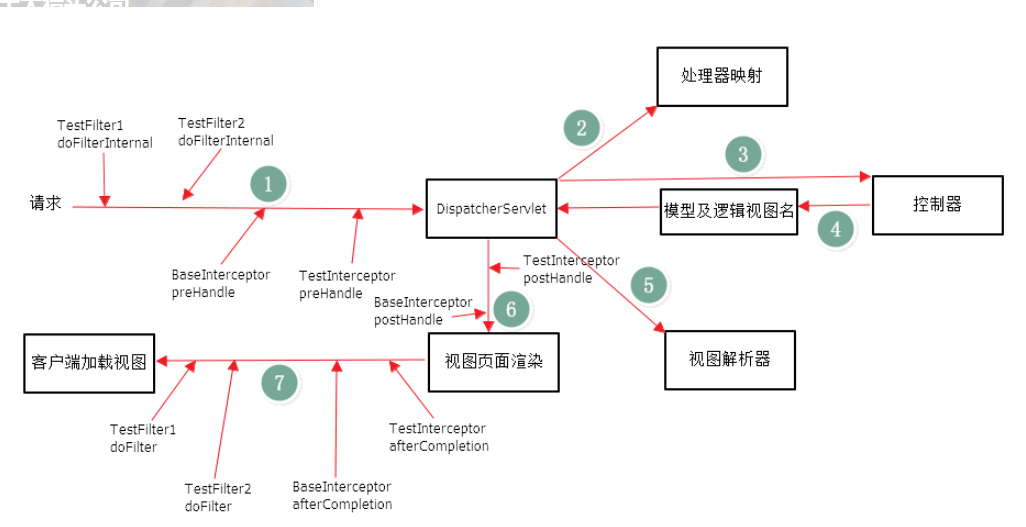 处理器映射
TestFilter1
doFilterInternal
TestFilter2
doFilterInternal
2
3
1
请求
DispatcherServlet
模型及逻辑视图名
控制器
4
BaseInterceptor
preHandle
TestInterceptor
preHandle
TestInterceptor
postHandle
5
BaseInterceptor
postHandle
6
客户端加载视图
视图页面渲染
视图解析器
7
TestFilter1
doFilter
TestInterceptor
afterCompletion
TestFilter2
doFilter
BaseInterceptor
afterCompletion